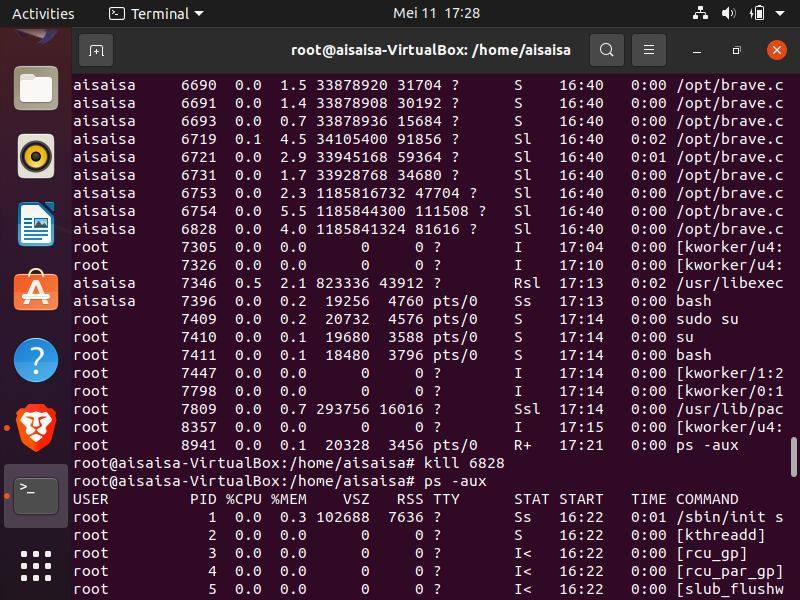 Activities Terminal Mei 11 17:28
root@aisaisa-VirtualBox: /home/aisaisa
aisaisa 6690 0.0 1.5 33878920 31704 ? S 16:40 0:00 /opt/brave.c
aisaisa 6691 0.0 1.4 33878908 30192 ? S 16:40 0:00 /opt/brave.c
aisaisa 6693 0.0 0.7 33878936 15684 ? S 16:40 0:00 /opt/brave.c
aisaisa 6719 0.1 4.5 34105400 91856 ? Sl 16:40 0:02 /opt/brave.c
aisaisa 6721 0.0 2.9 33945168 59364 ? Sl 16:40 0:01 /opt/brave.c
aisaisa 6731 0.0 1.7 33928768 34680 ? Sl 16:40 0:00 /opt/brave.c
aisaisa 6753 0.0 2.3 1185816732 47704 ? Sl 16:40 0:00 /opt/brave.c
aisaisa 6754 0.0 5.5 1185844300 111508 ? Sl 16:40 0:00 /opt/brave.c
aisaisa 6828 0.0 4.0 1185841324 81616 ? Sl 16:40 0:00 /opt/brave.c
root 7305 0.0 0.0 0 0 ? I 17:04 0:00 [kworker/u4:
root 7326 0.0 0.0 0 0 ? I 17:10 0:00 [kworker/u4:
aisaisa 7346 0.5 2.1 823336 43912 ? Rsl 17:13 0:02 /usr/libexec
aisaisa 7396 0.0 0.2 19256 4760 pts/0 Ss 17:13 0:00 bash
root 7409 0.0 0.2 20732 4576 pts/0 S 17:14 0:00 sudo su
root 7410 0.0 0.1 19680 3588 pts/0 S 17:14 0:00 su
root 7411 0.0 0.1 18480 3796 pts/0 S 17:14 0:00 bash
root 7447 0.0 0.0 0 0 ? I 17:14 0:00 [kworker/1:2
root 7798 0.0 0.0 0 0 ? I 17:14 0:00 [kworker/0:1
root 7809 0.0 0.7 293756 16016 ? Ssl 17:14 0:00 /usr/lib/pac
root 8357 0.0 0.0 0 0 ? I 17:15 0:00 [kworker/u4:
root 8941 0.0 0.1 20328 3456 pts/0 R+ 17:21 0:00 ps -aux
root@aisaisa-VirtualBox:/home/aisaisa# kill 6828
root@aisaisa-VirtualBox:/home/aisaisa# ps -aux
USER PID %CPU %MEM VSZ RSS TTY STAT START TIME COMMAND
root 1 0.0 0.3 102688 7636 ? Ss 16:22 0:01 /sbin/init s
root 2 0.0 0.0 0 0 ? S 16:22 0:00 [kthreadd]
root 3 0.0 0.0 0 0 ? I< 16:22 0:00 [rcu_gp]
root 4 0.0 0.0 0 0 ? I< 16:22 0:00 [rcu_par_gp]
root 5 0.0 0.0 0 0 ? I< 16:22 0:00 [slub_flushw